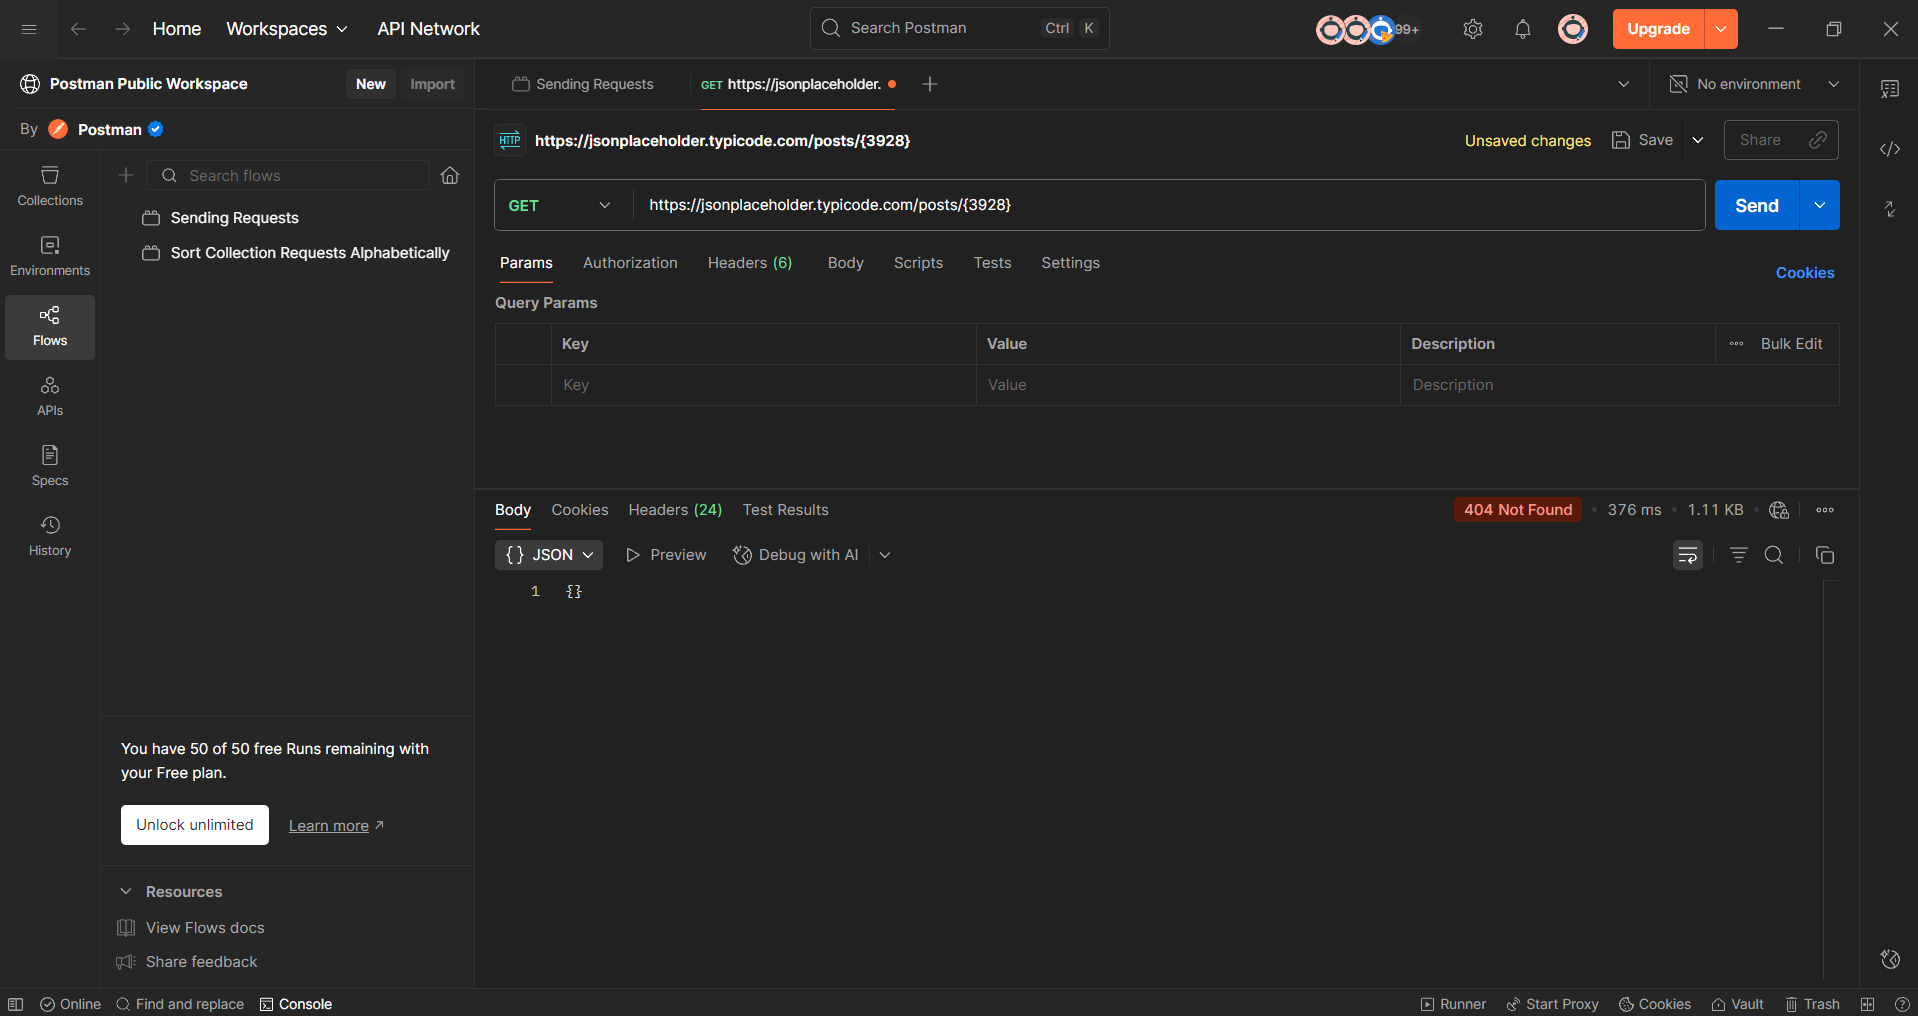 Home Workspaces API Network Search Postman Ctrl K 99+ Upgrade
Postman Public Workspace New Import
By Postman
Collections
Environments
Flows
APIs
Specs
History
Search flows
Sending Requests
Sort Collection Requests Alphabetically
You have 50 of 50 free Runs remaining with
your Free plan.
Unlock unlimited Learn more
Resources
View Flows docs
Share feedback
Sending Requests GET https://jsonplaceholder. No environment
HTTP https://jsonplaceholder.typicode.com/posts/{3928} Unsaved changes Save Share
GET https://jsonplaceholder.typicode.com/posts/{3928} Send
Params Authorization Headers (6) Body Scripts Tests Settings Cookies
Query Params
Key Value Description Bulk Edit
Key Value Description
Body Cookies Headers (24) Test Results 404 Not Found 376 ms 1.11 KB
{} JSON Preview Debug with AI
1 {}
Online Find and replace Console Runner Start Proxy Cookies Vault Trash